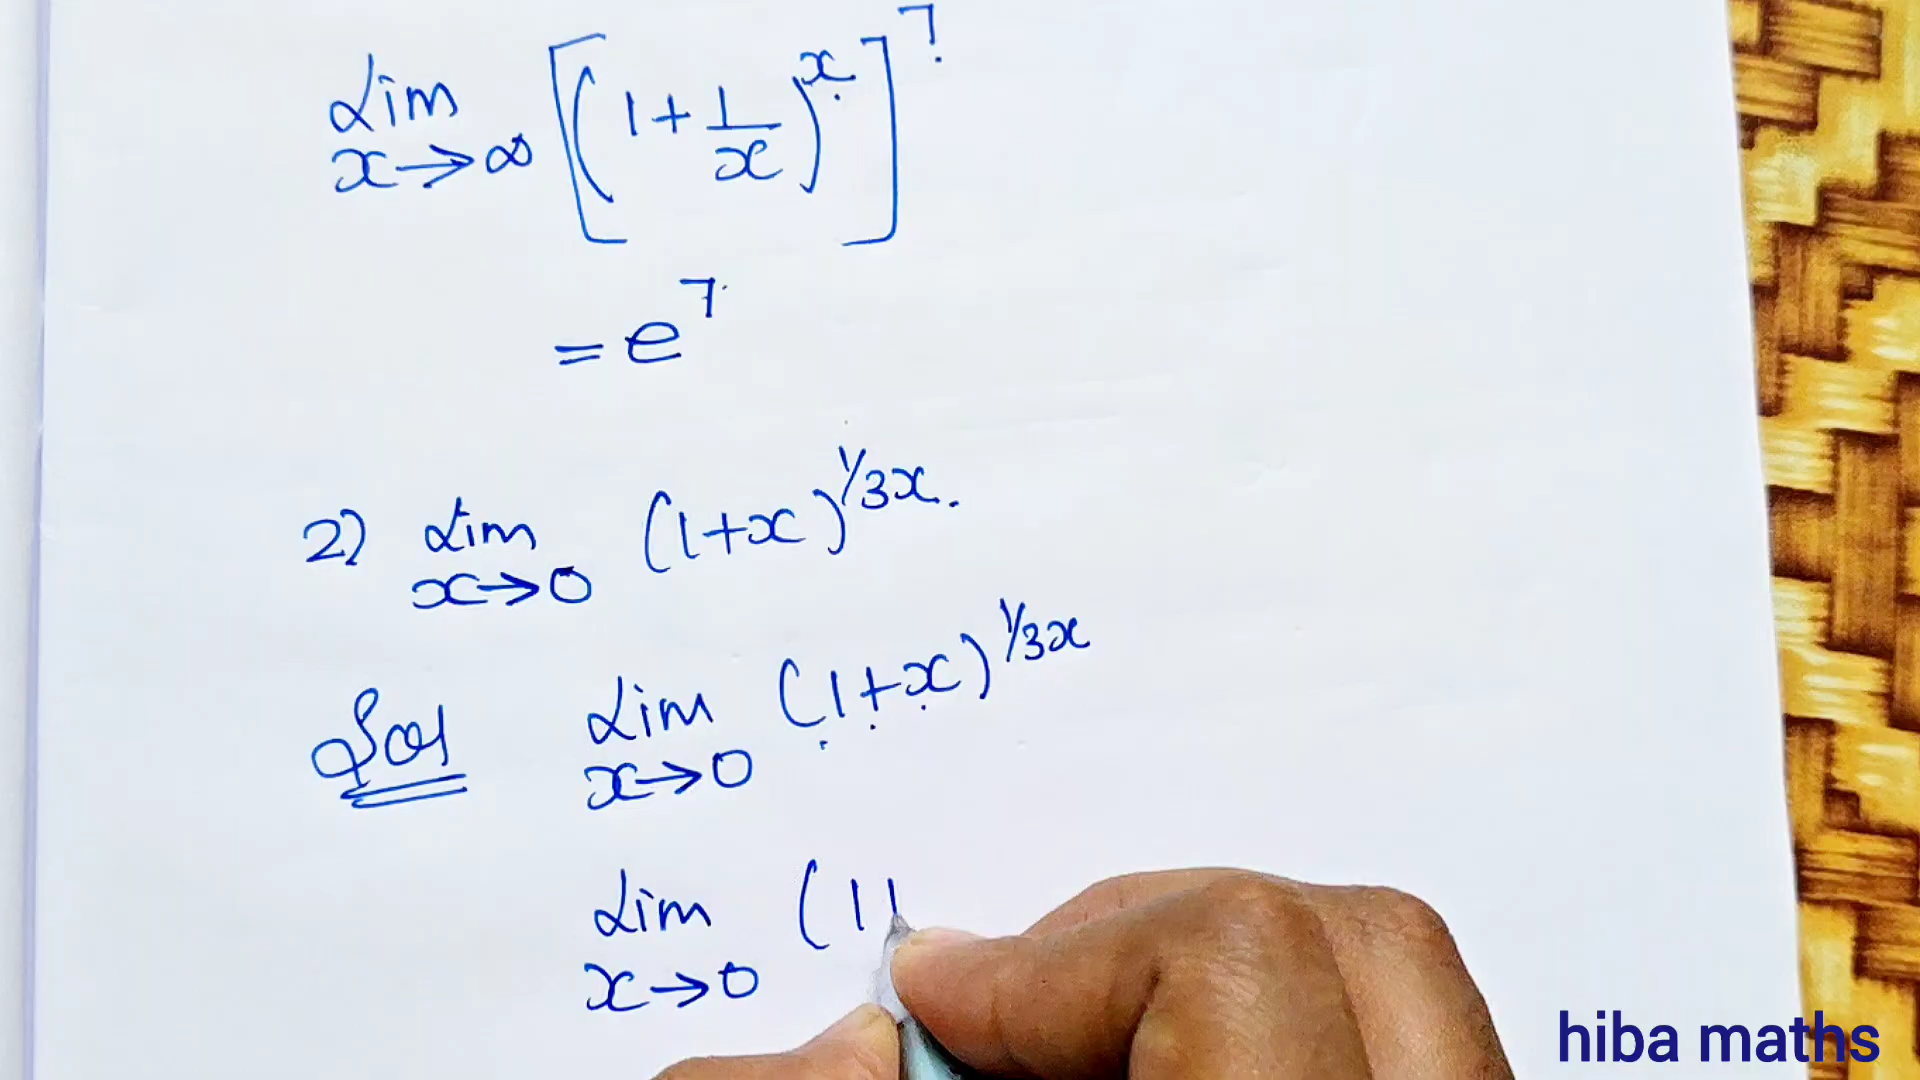 Lim x→∞ [(1+1/x)^x]^7
= e^7
2) Lim x→0 (1+x)^1/3x.
Sol Lim x→0 (1+x)^1/3x
Lim x→0 (1
hiba maths